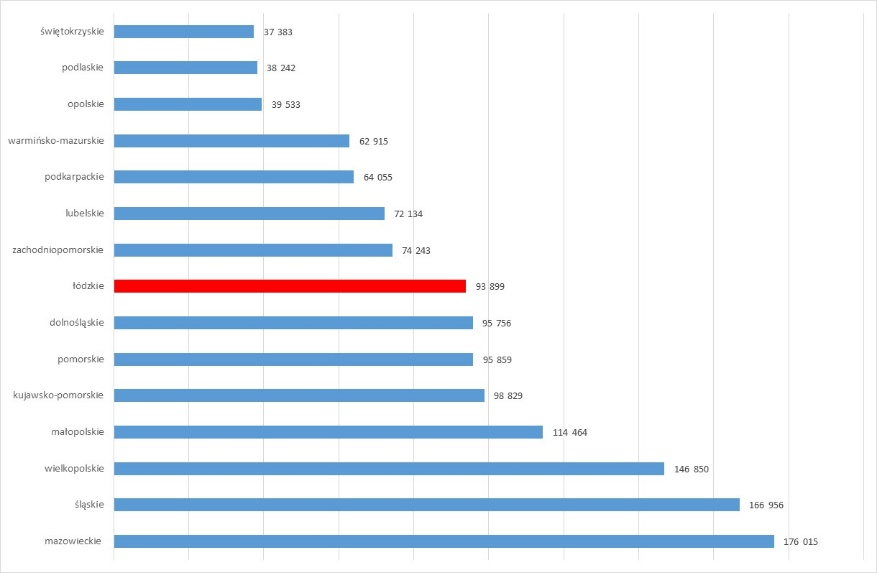 świętokrzyskie 37 383
podlaskie 38 242
opolskie 39 533
warmińsko-mazurskie 62 915
podkarpackie 64 055
lubelskie 72 134
zachodniopomorskie 74 243
łódzkie 93 899
dolnośląskie 95 756
pomorskie 95 859
kujawsko-pomorskie 98 829
małopolskie 114 464
wielkopolskie 146 850
śląskie 166 956
mazowieckie 176 015